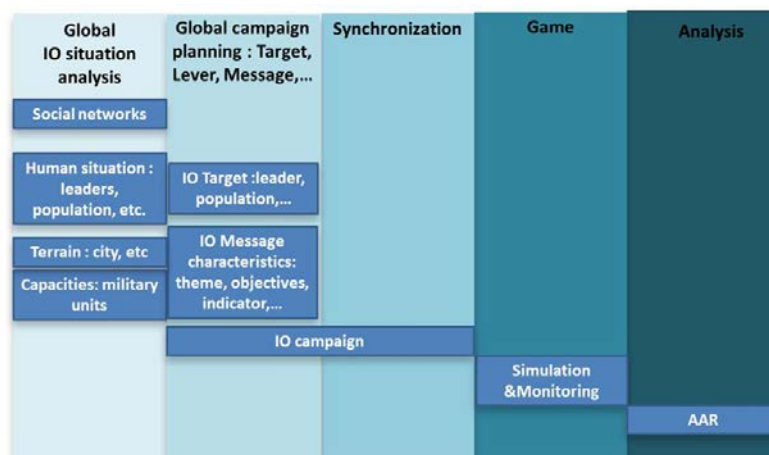 Global
IO situation
analysis
Global campaign
planning : Target,
Lever, Message,...
Synchronization
Game
Analysis
Social networks
Human situation :
leaders,
population, etc.
IO Target :leader,
population,...
Terrain : city, etc
Capacities: military
units
IO Message
characteristics:
theme, objectives,
indicator,...
IO campaign
Simulation
&Monitoring
AAR